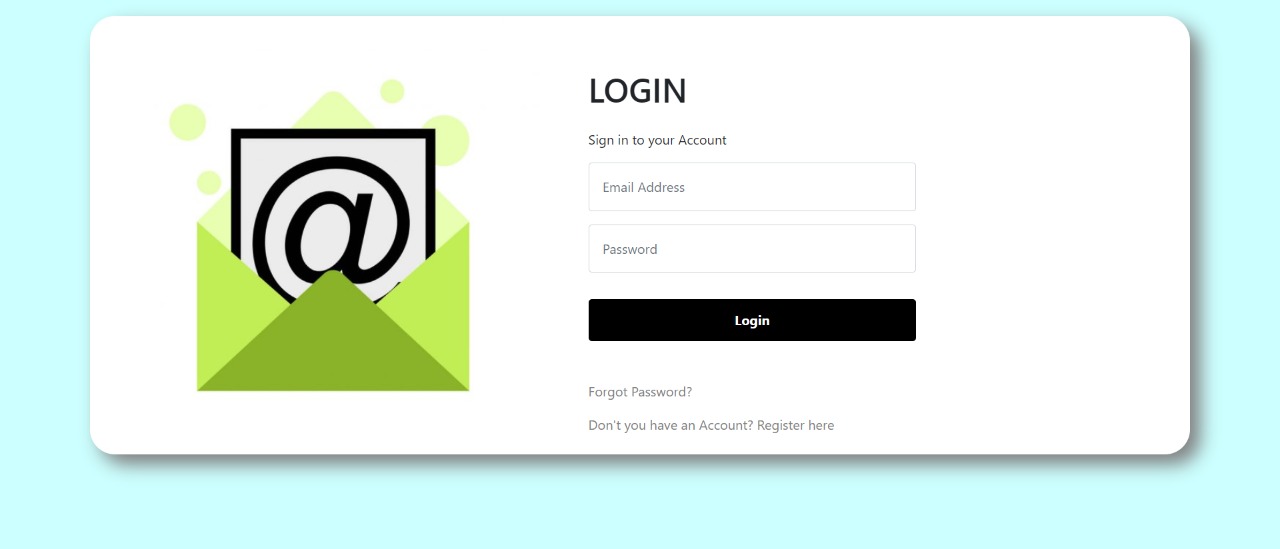 @
LOGIN
Sign in to your Account
Email Address
Password
Login
Forgot Password?
Don't you have an Account? Register here